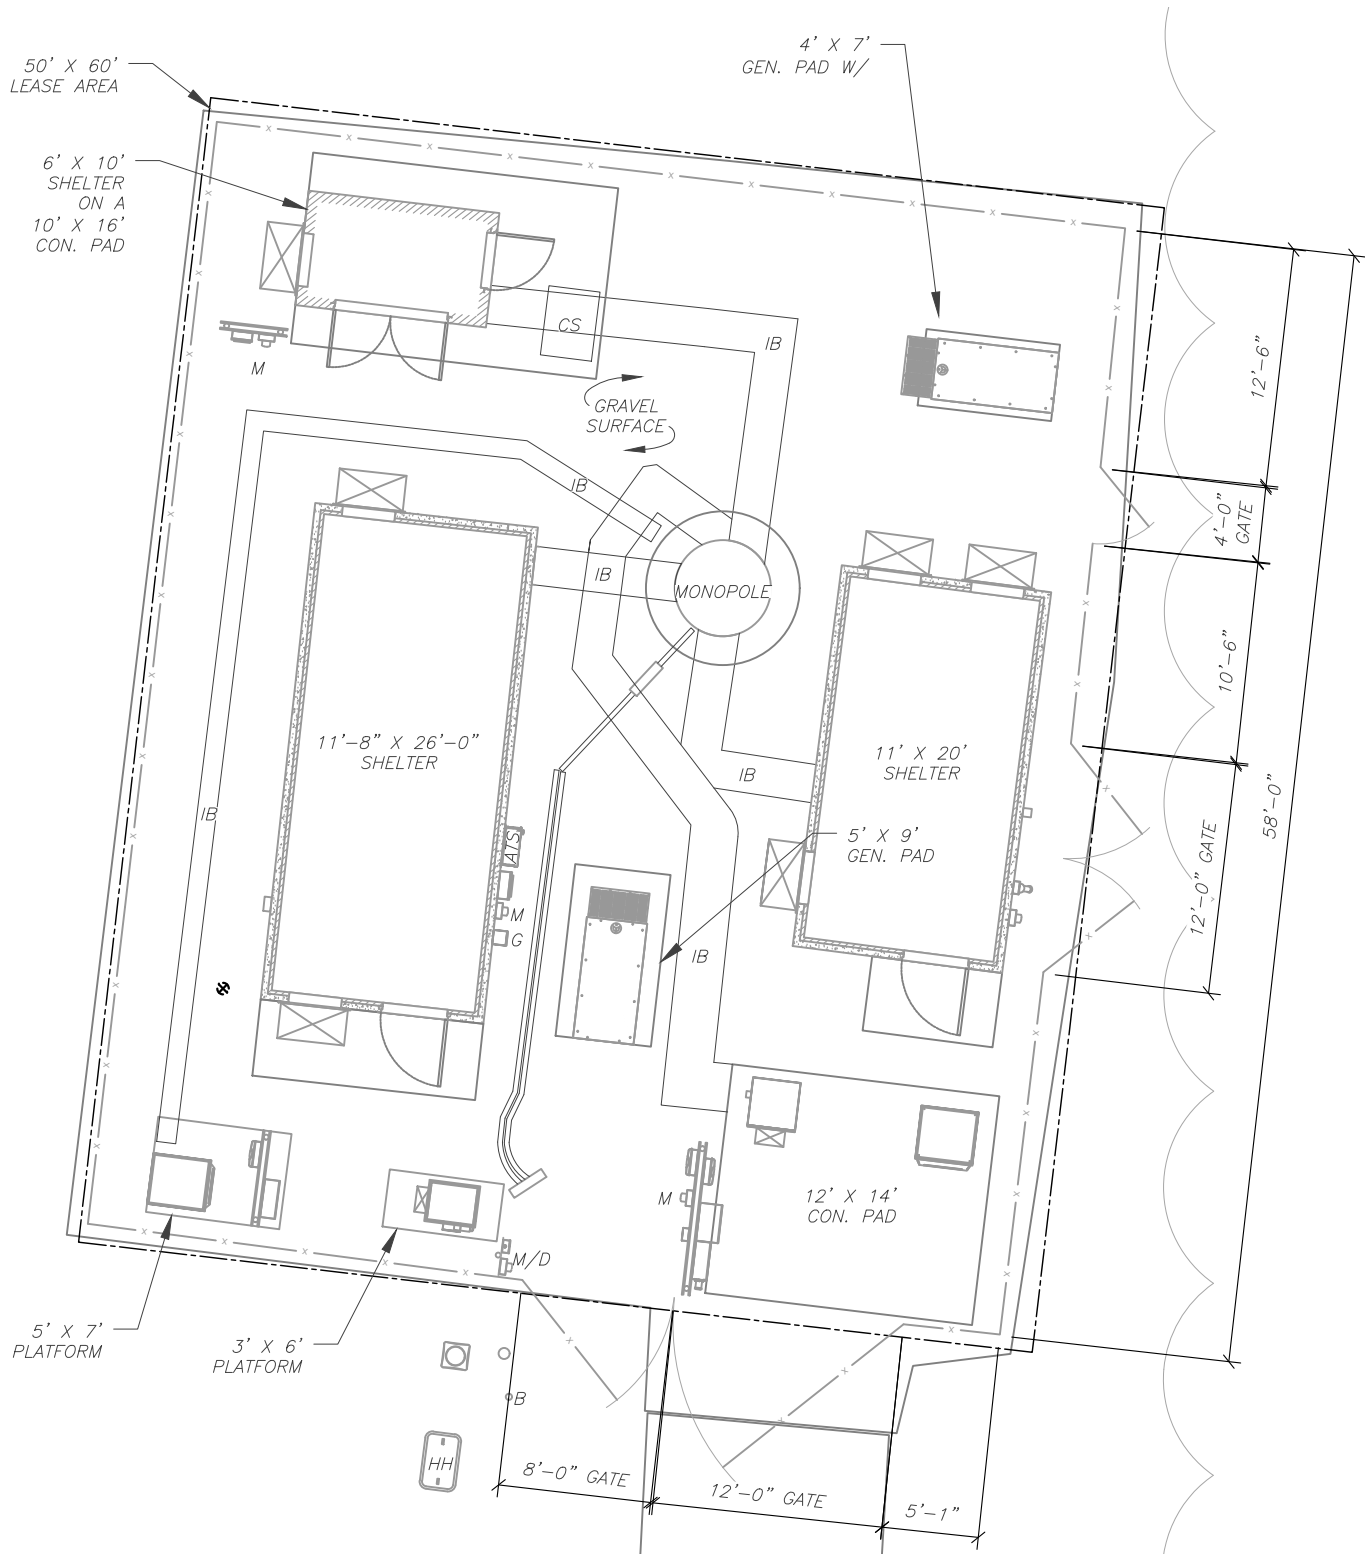 4' X 7'
GEN. PAD W/
50' X 60'
LEASE AREA
6' X 10'
SHELTER
ON A
10' X 16'
CON. PAD
CS
IB
M
GRAVEL
SURFACE
12'-6"
IB
4'-0"
GATE
IB
MONOPOLE
10'-6"
11'-8" X 26'-0"
SHELTER
11' X 20'
SHELTER
IB
58'-0"
IB
ATS
5' X 9'
GEN. PAD
12'-0" GATE
M
G
IB
12' X 14'
CON. PAD
M
M/D
5' X 7'
PLATFORM
3' X 6'
PLATFORM
B
HH
8'-0" GATE
12'-0" GATE
5'-1"